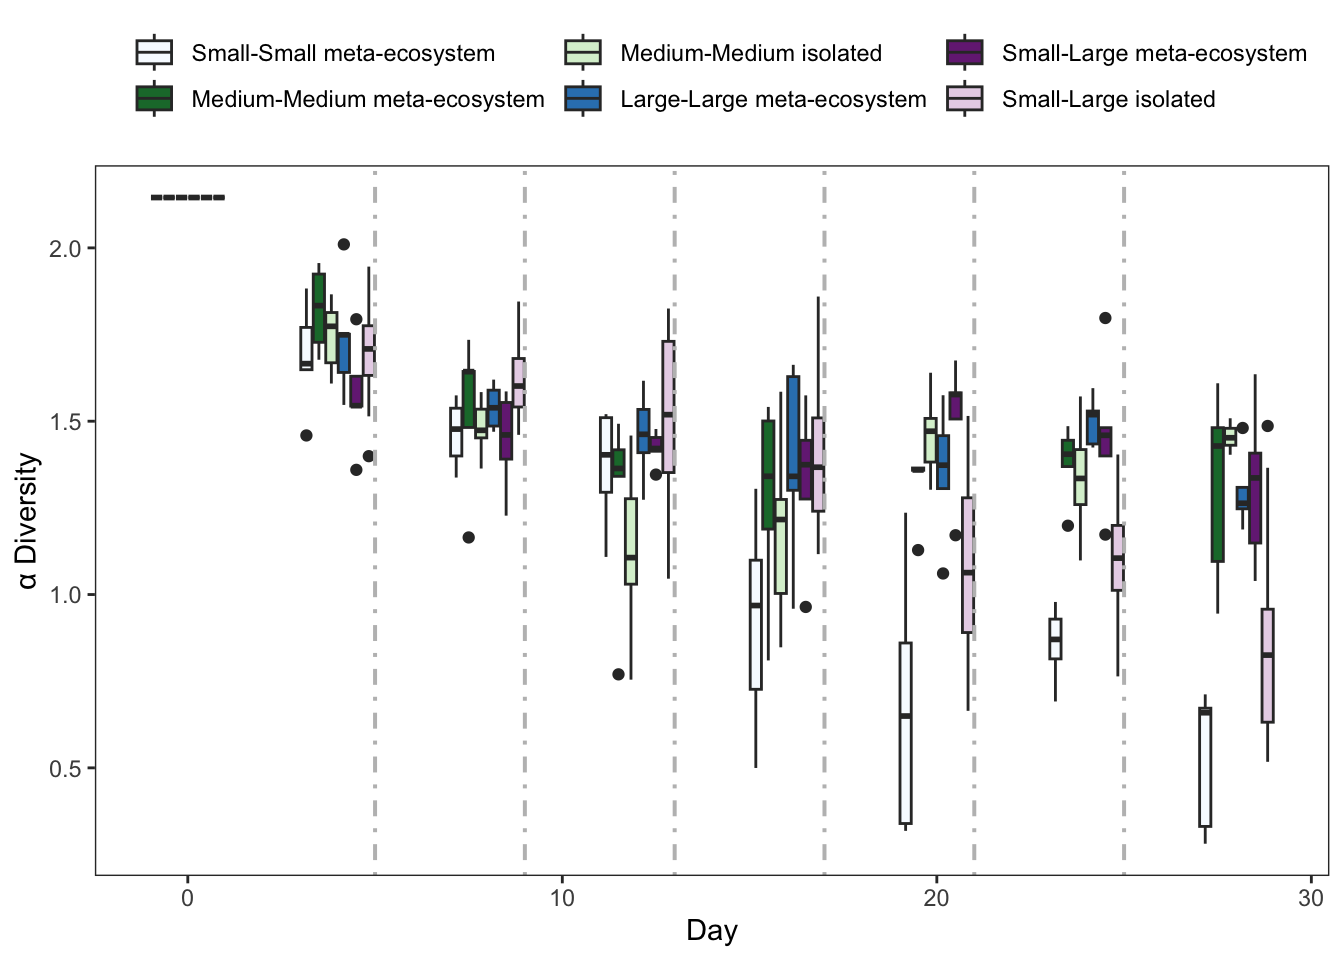 Small-Small meta-ecosystem Medium-Medium isolated Small-Large meta-ecosystem
Medium-Medium meta-ecosystem Large-Large meta-ecosystem Small-Large isolated
2.0
1.5
1.0
0.5
α Diversity
0 10 20 30
Day